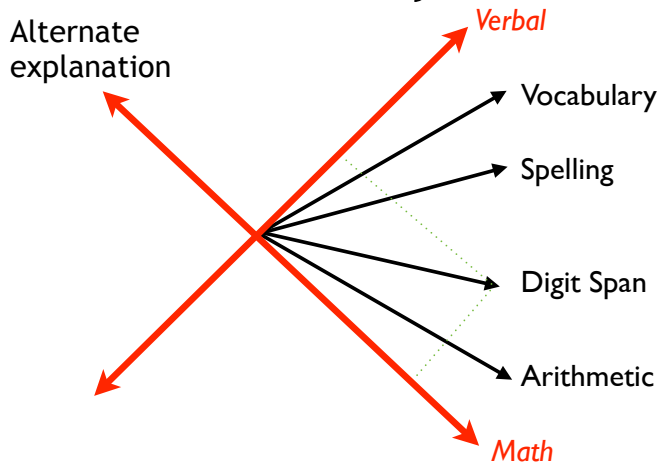 Verbal
Alternate
explanation
Vocabulary
Spelling
Digit Span
Arithmetic
Math